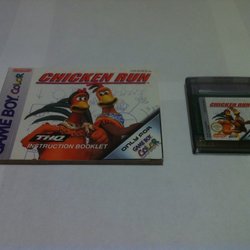 GAME BOY COLOR
CHICKEN RUN
THQ
INSTRUCTION BOOKLET
ONLY FOR
GAME BOY
COLOR
CHICKEN RUN